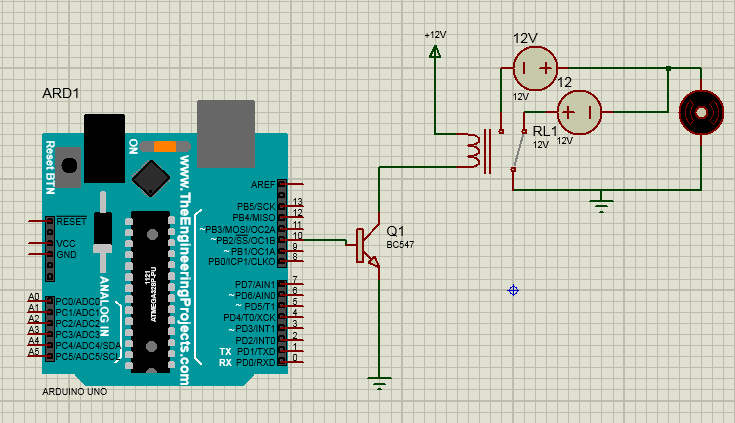 ARD1
Reset BTN
ON
www.TheEngineeringProjects.com
1121
ATMEGA328P-PU
ANALOG IN
RESET
VCC
GND
A0 PC0/ADC0
A1 PC1/ADC1
A2 PC2/ADC2
A3 PC3/ADC3
A4 PC4/ADC4/SDA
A5 PC5/ADC5/SCL
AREF
PB5/SCK 13
PB4/MISO 12
~PB3/MOSI/OC2A 11
~PB2/SS/OC1B 10
~PB1/OC1A 9
PB0/ICP1/CLKO 8
PD7/AIN1 7
~PD6/AIN0 6
~PD5/T1 5
PD4/T0/XCK 4
~PD3/INT1 3
PD2/INT0 2
TX PD1/TXD 1
RX PD0/RXD 0
ARDUINO UNO
+12V
12V
12V
12
12V
RL1
12V
Q1
BC547